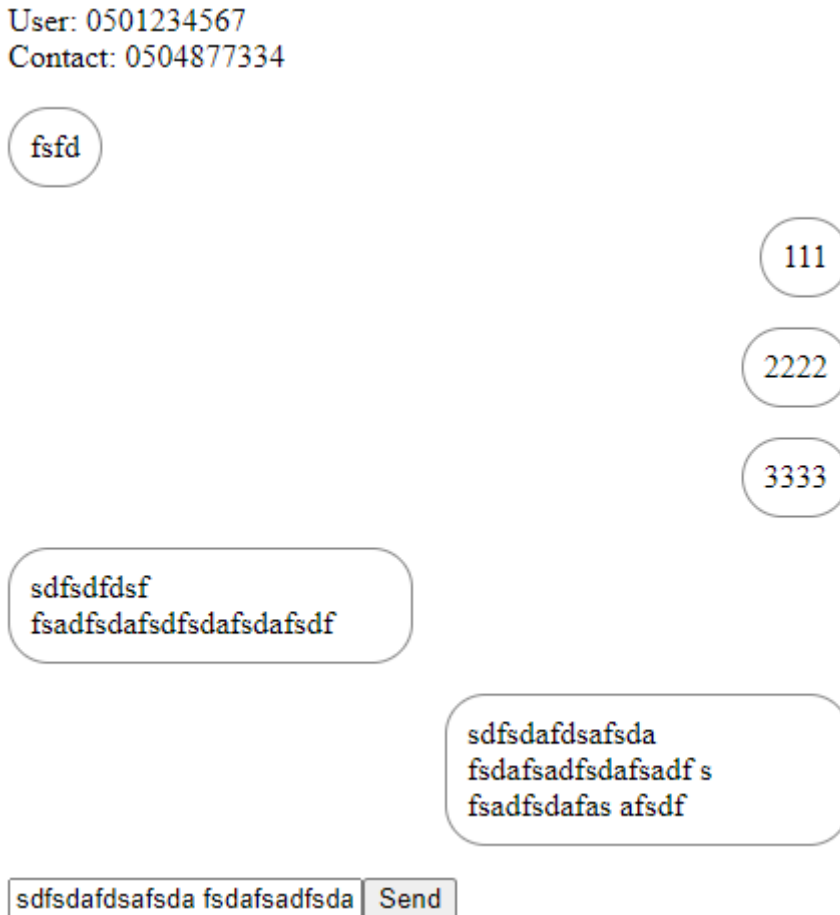 User: 0501234567
Contact: 0504877334
fsfd
111
2222
3333
sdfsdfdsf
fsadfsdafsdfsdafsdafsdf
sdfsdafdsafsda
fsdafsadfsdafsadf s
fsadfsdafas afsdf
sdfsdafdsafsda fsdafsadfsda Send